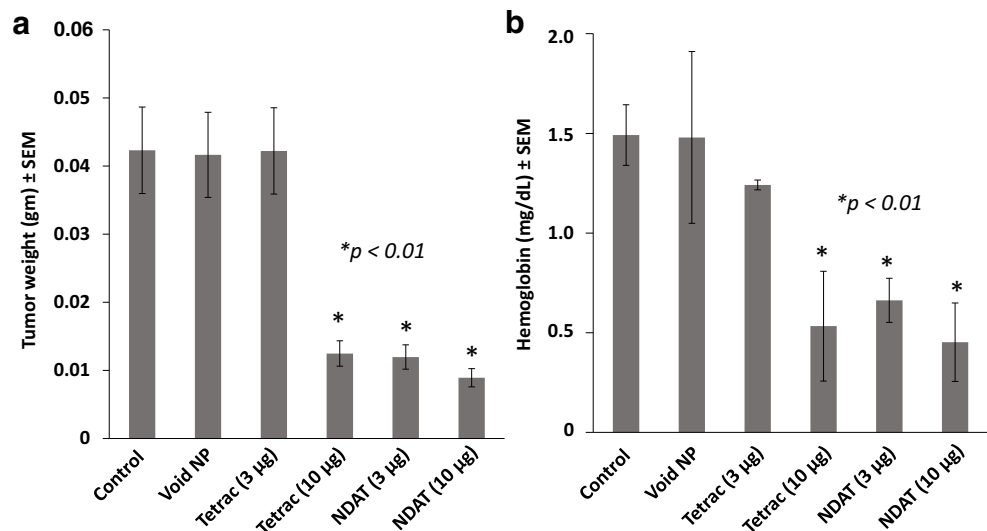 a
Tumor weight (gm) ± SEM
0.06
0.05
0.04
0.03
0.02
0.01
0
*p < 0.01
*
*
*
Control
Void NP
Tetrac (3 µg)
Tetrac (10 µg)
NDAT (3 µg)
NDAT (10 µg)
b
Hemoglobin (mg/dL) ± SEM
2.0
1.5
1.0
0.5
0
*p < 0.01
*
*
*
Control
Void NP
Tetrac (3 µg)
Tetrac (10 µg)
NDAT (3 µg)
NDAT (10 µg)